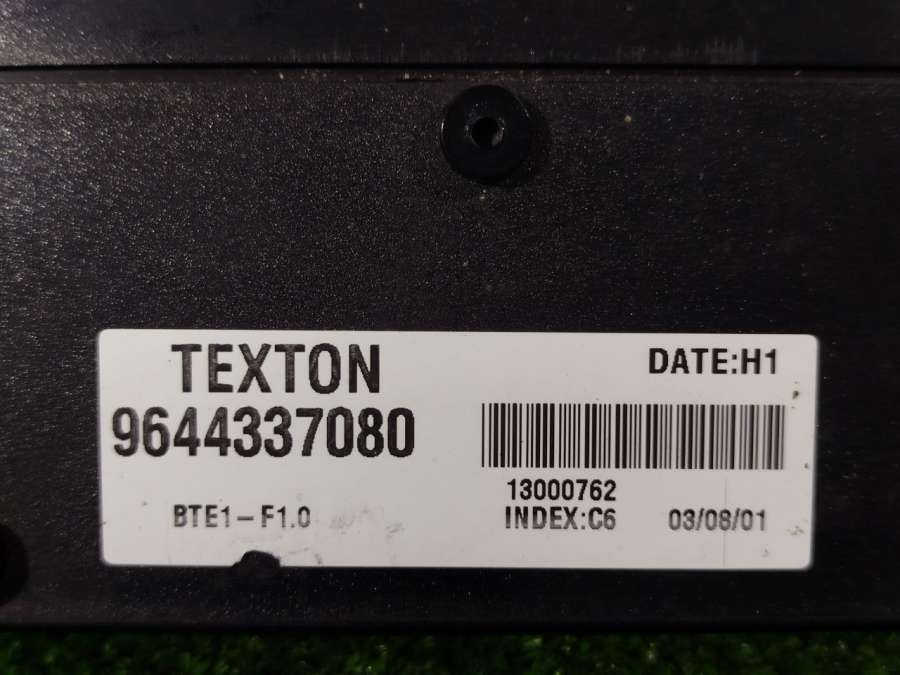 TEXTON
DATE:H1
9644337080
13000762
BTE1-F1.0
INDEX:C6
03/08/01